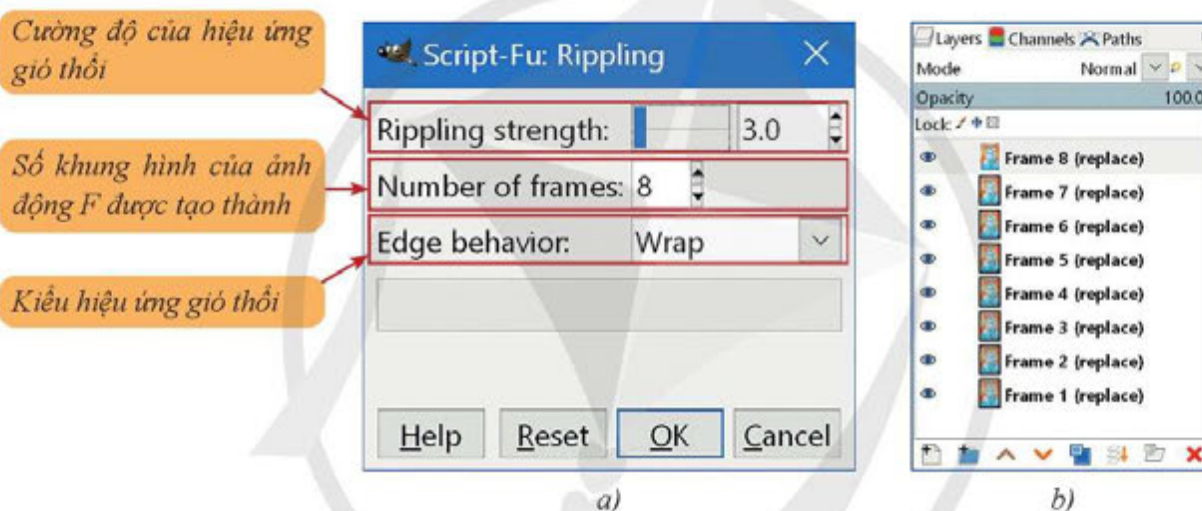 Cường độ của hiệu ứng
gió thổi
Số khung hình của ảnh
động F được tạo thành
Kiểu hiệu ứng gió thổi
Script-Fu: Rippling
Rippling strength: 3.0
Number of frames: 8
Edge behavior: Wrap
Help Reset OK Cancel
a)
Layers Channels Paths
Mode Normal
Opacity 100.0
Lock:
Frame 8 (replace)
Frame 7 (replace)
Frame 6 (replace)
Frame 5 (replace)
Frame 4 (replace)
Frame 3 (replace)
Frame 2 (replace)
Frame 1 (replace)
b)